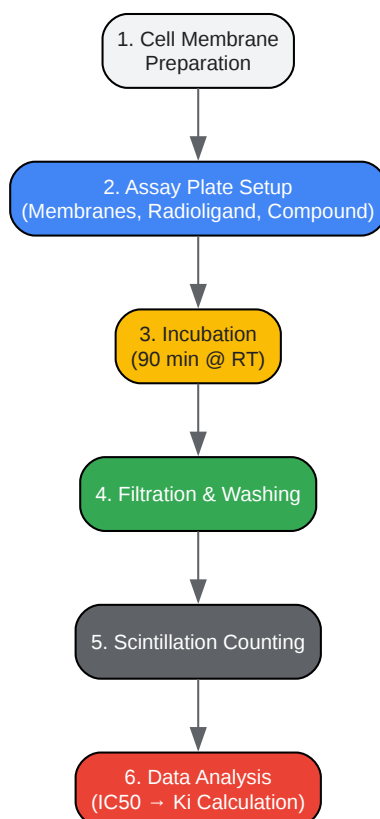 1. Cell Membrane
Preparation
2. Assay Plate Setup
(Membranes, Radioligand, Compound)
3. Incubation
(90 min @ RT)
4. Filtration & Washing
5. Scintillation Counting
6. Data Analysis
(IC50 → Ki Calculation)